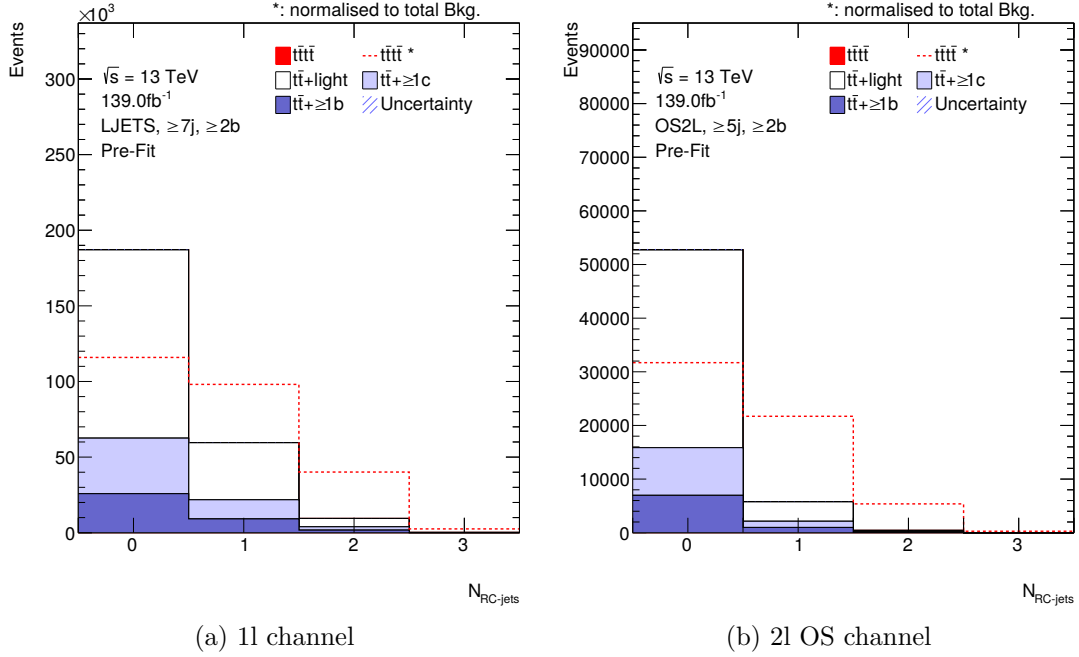 *: normalised to total Bkg.
×10³
Events
tt̄tt̄
tt̄tt̄ *
tt̄+light
tt̄+≥1c
tt̄+≥1b
Uncertainty
√s = 13 TeV
139.0fb⁻¹
LJETS, ≥7j, ≥2b
Pre-Fit
300
250
200
150
100
50
0
0 1 2 3
N_RC-jets
(a) 1l channel
*: normalised to total Bkg.
Events
tt̄tt̄
tt̄tt̄ *
tt̄+light
tt̄+≥1c
tt̄+≥1b
Uncertainty
√s = 13 TeV
139.0fb⁻¹
OS2L, ≥5j, ≥2b
Pre-Fit
90000
80000
70000
60000
50000
40000
30000
20000
10000
0
0 1 2 3
N_RC-jets
(b) 2l OS channel